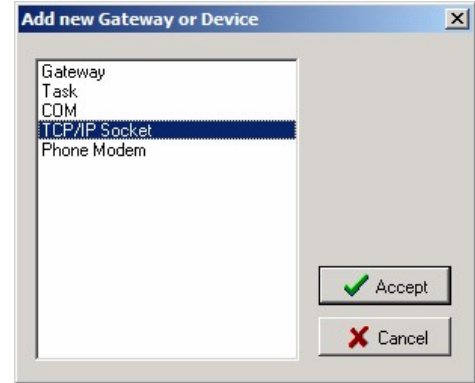 Add new Gateway or Device
Gateway
Task
COM
TCP/IP Socket
Phone Modem
Accept
Cancel